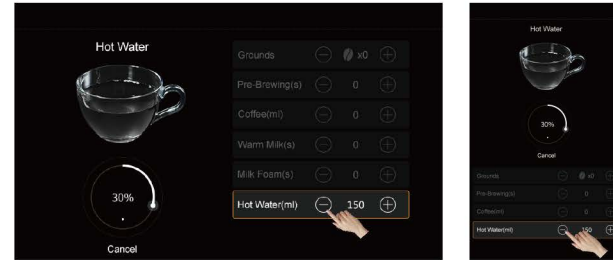 Hot Water
30%
Cancel
Grounds x0
Pre-Brewing(s) 0
Coffee(ml) 0
Warm Milk(s) 0
Milk Foam(s) 0
Hot Water(ml) 150
Hot Water
30%
Cancel
Grounds x0
Pre-Brewing(s) 0
Coffee(ml) 0
Hot Water(ml) 150